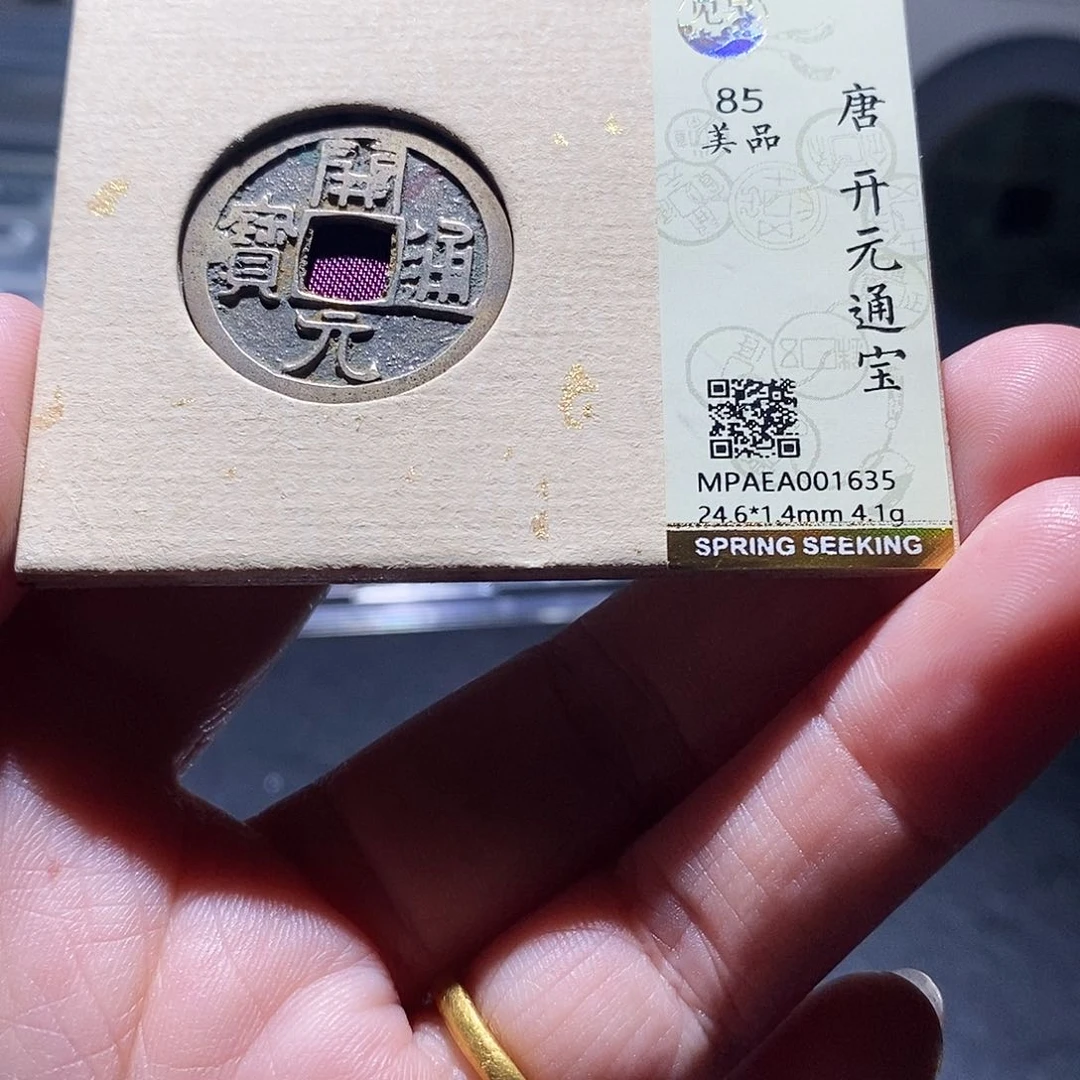 開元通寶
85
美品
唐开元通宝
MPAEA001635
24.6*1.4mm 4.1g
SPRING SEEKING